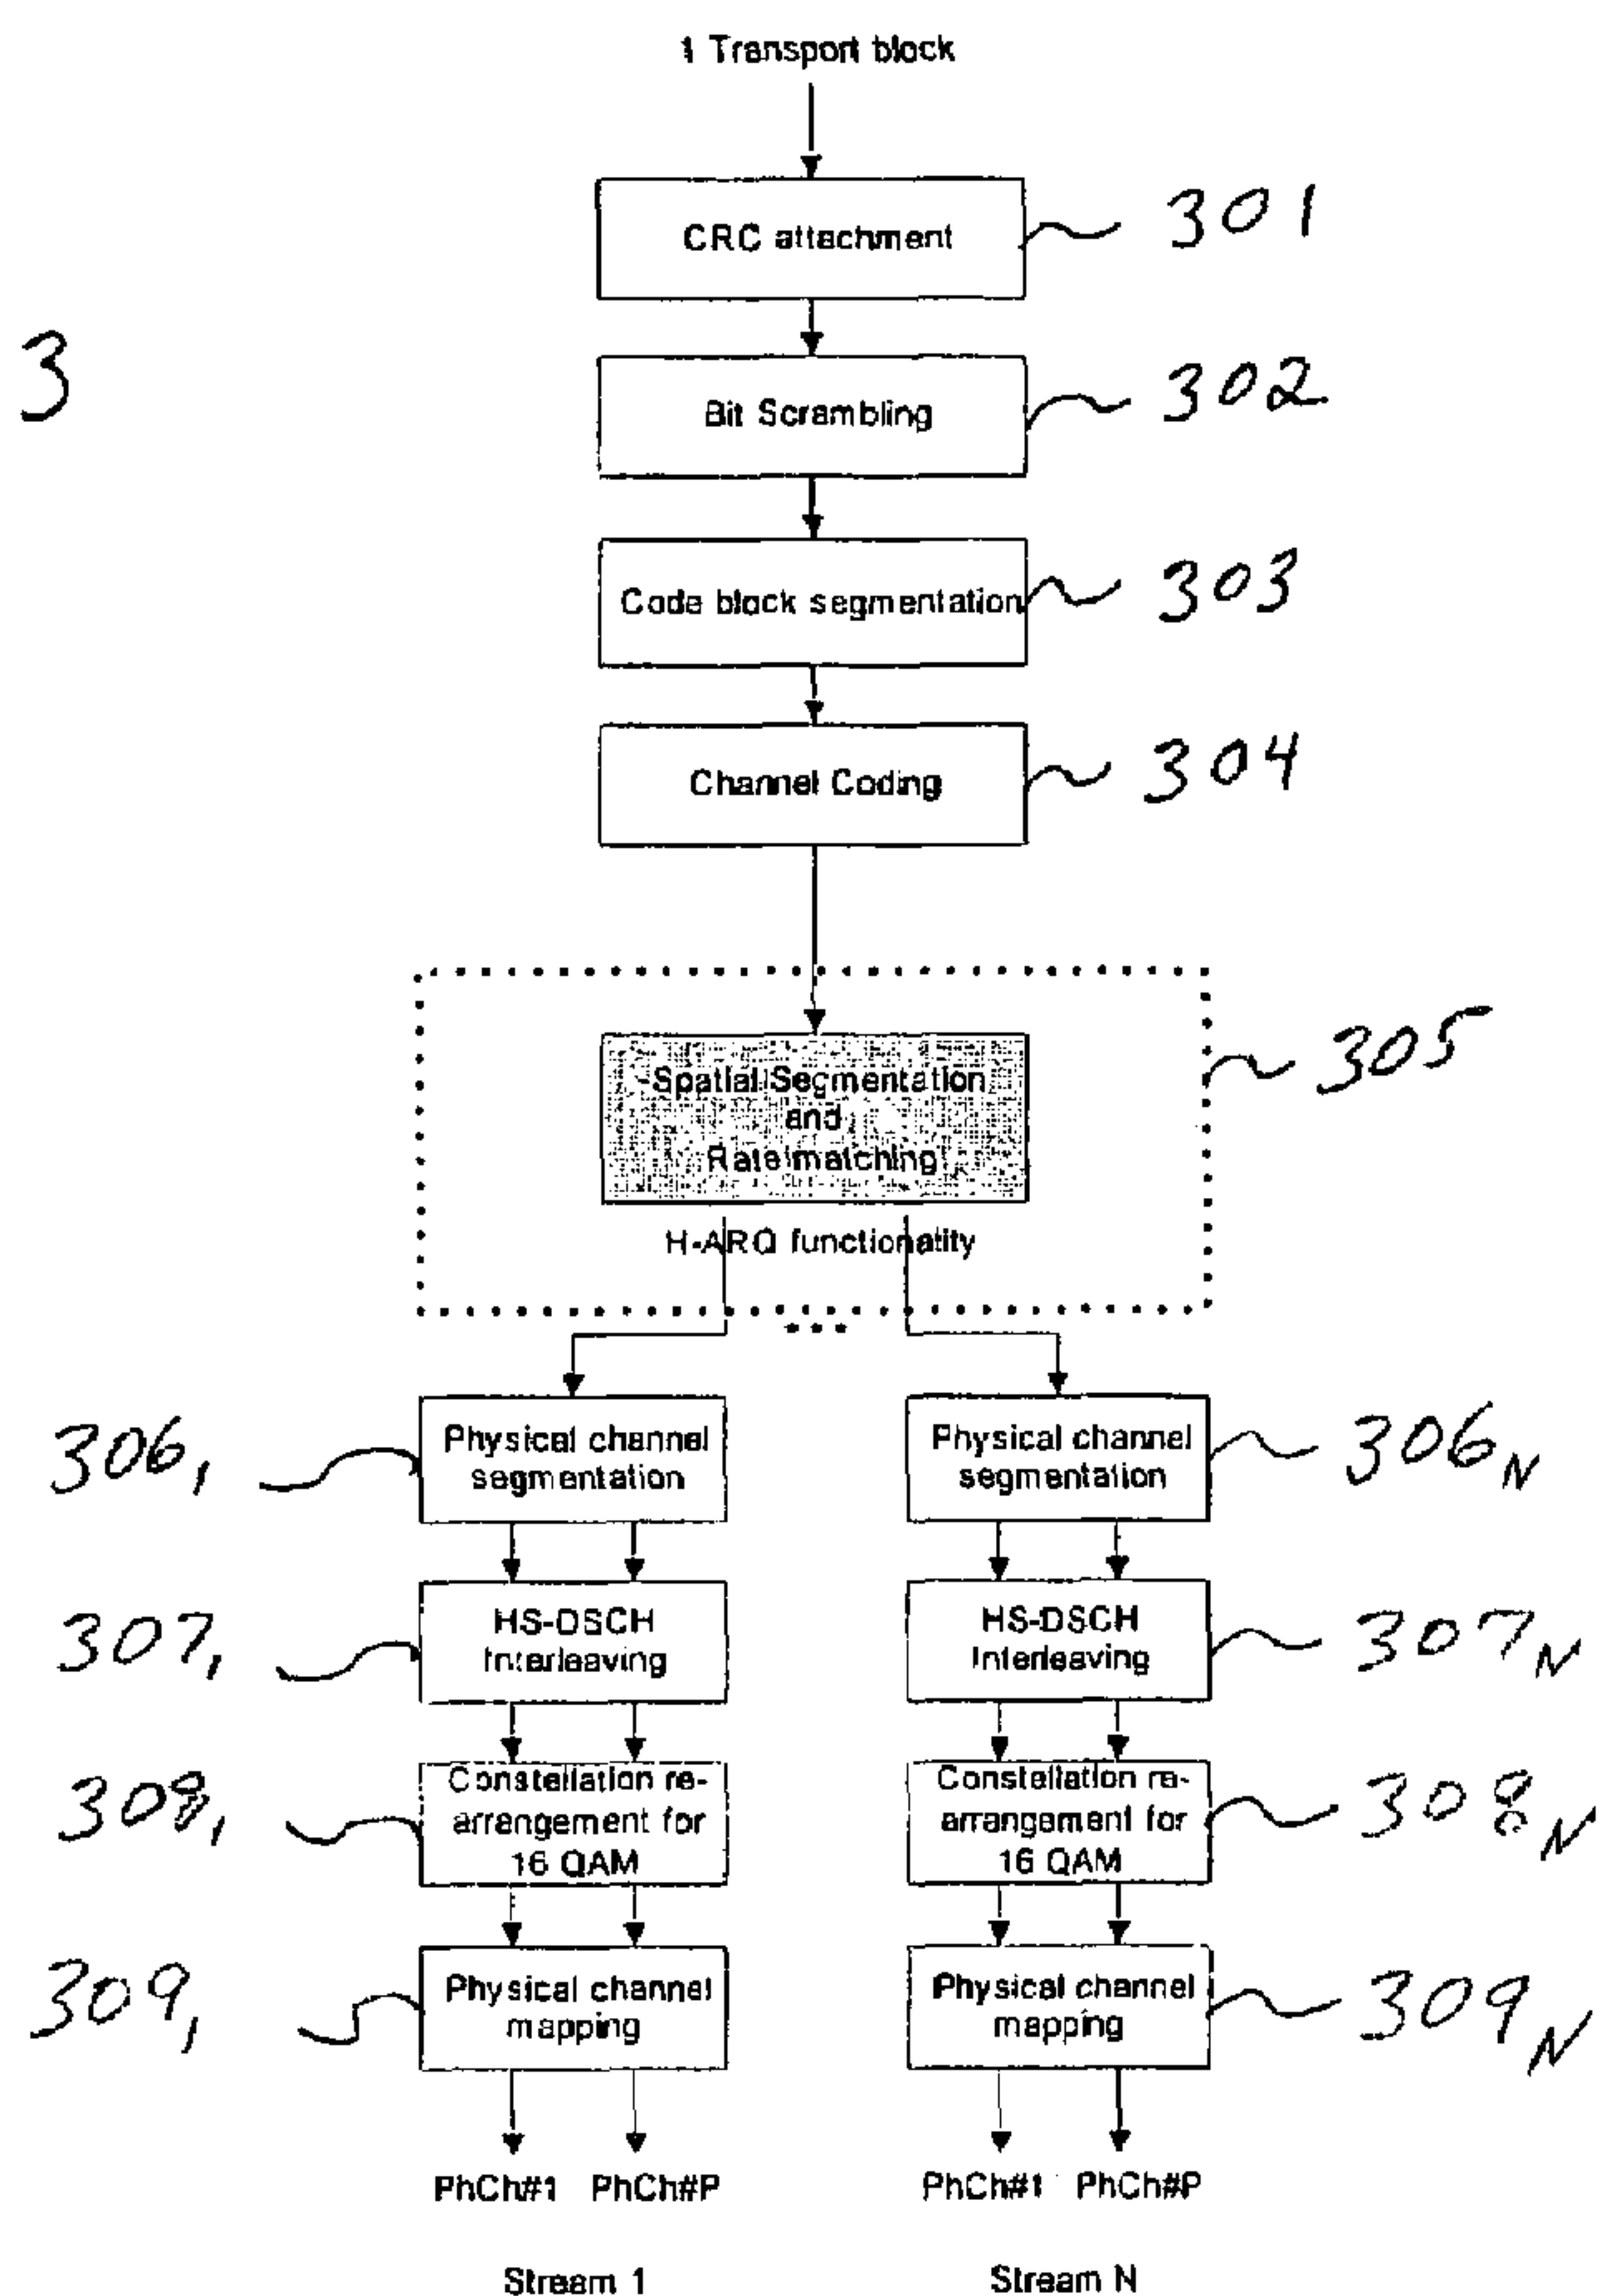 1 Transport block
CRC attachment
301
3
Bit Scrambling
302
Code block segmentation
303
Channel Coding
304
Spatial Segmentation
and
Rate matching
305
H-ARQ functionality
...
306₁
Physical channel
segmentation
Physical channel
segmentation
306N
307₁
HS-DSCH
Interleaving
HS-DSCH
Interleaving
307N
308₁
Constellation re-
arrangement for
16 QAM
Constellation re-
arrangement for
16 QAM
308N
309₁
Physical channel
mapping
Physical channel
mapping
309N
PhCh#1 PhCh#P
PhCh#1 PhCh#P
Stream 1
Stream N